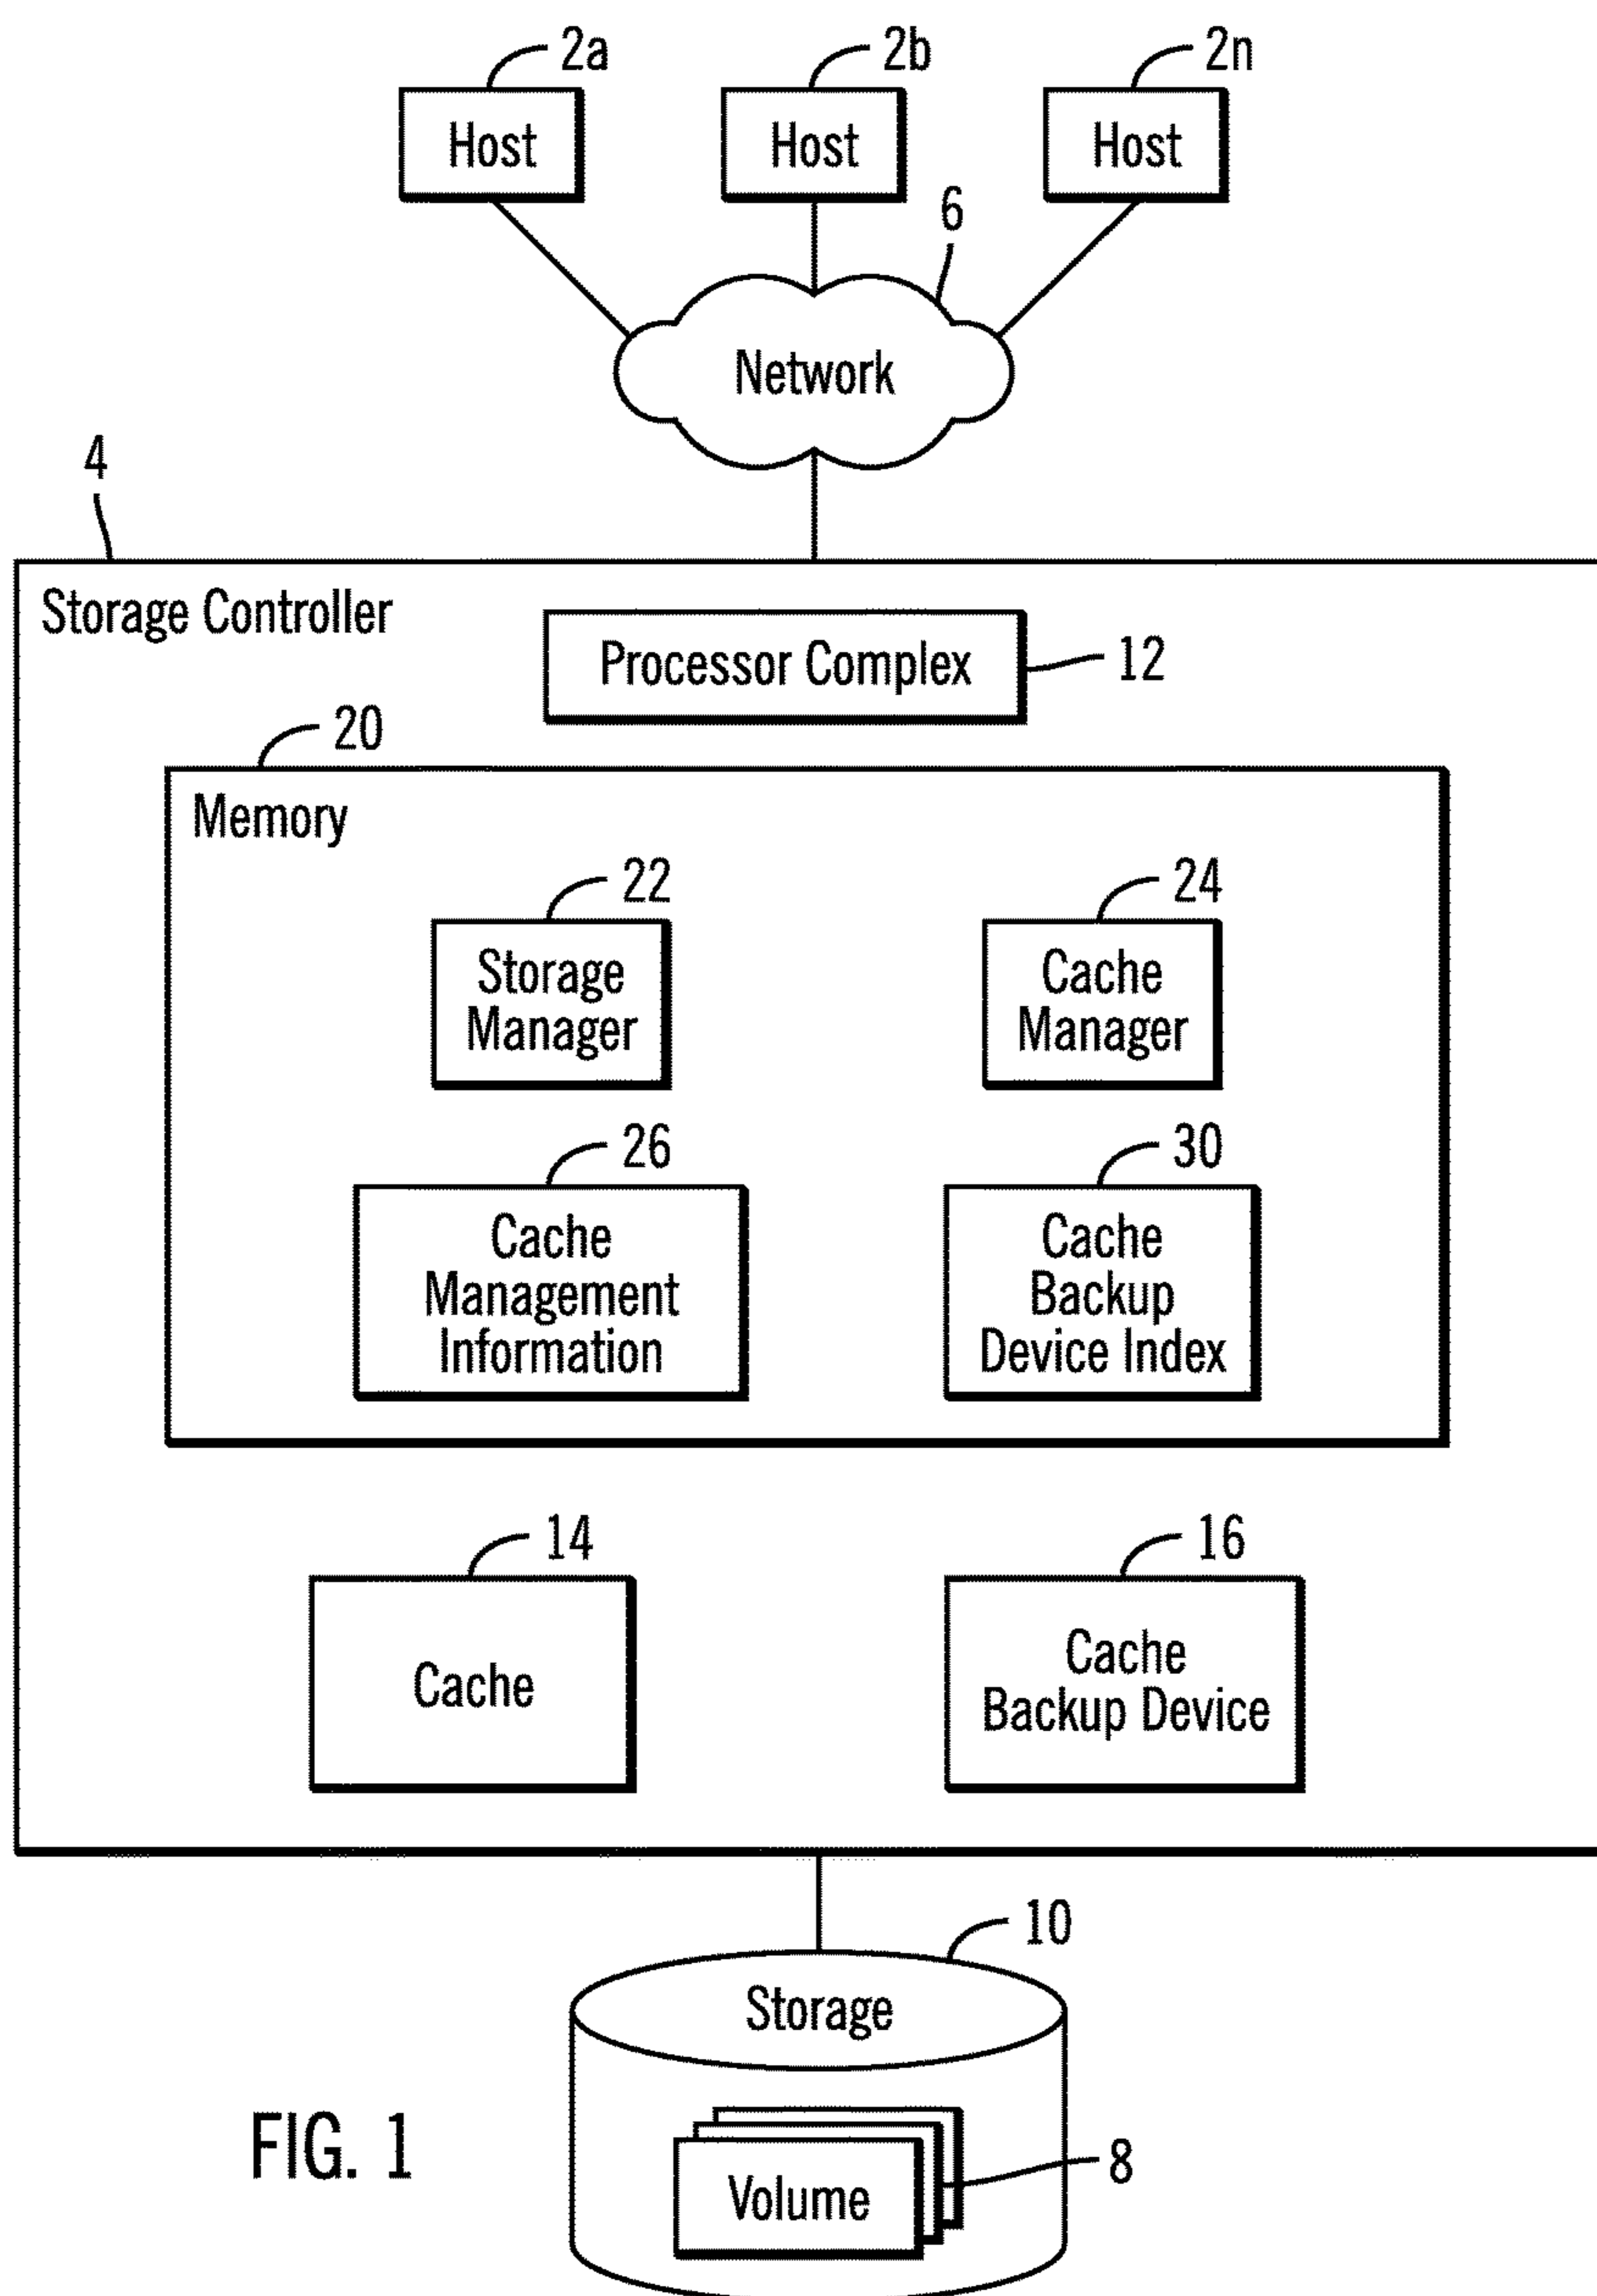 2a
2b
2n
Host
Host
Host
6
Network
4
Storage Controller
Processor Complex
12
20
Memory
22
24
Storage
Manager
Cache
Manager
26
30
Cache
Management
Information
Cache
Backup
Device Index
14
16
Cache
Cache
Backup Device
10
Storage
FIG. 1
Volume
8